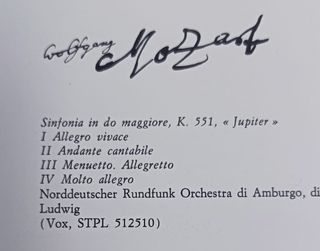 Wolfgang Mozart
Sinfonia in do maggiore, K. 551, « Jupiter »
I Allegro vivace
II Andante cantabile
III Menuetto. Allegretto
IV Molto allegro
Norddeutscher Rundfunk Orchestra di Amburgo, di
Ludwig
(Vox, STPL 512510)